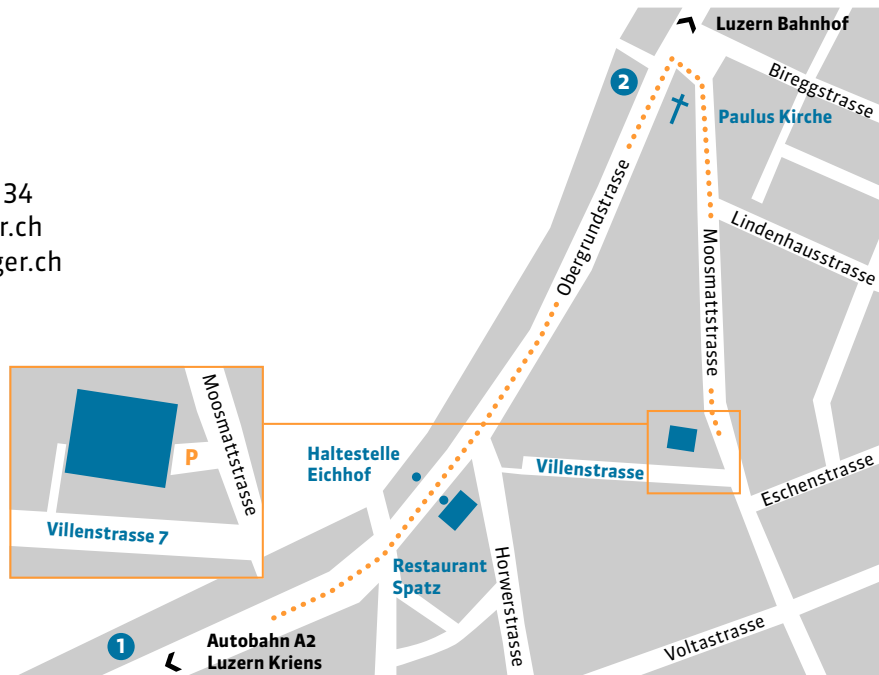 Luzern Bahnhof
2
Bireggstrasse
Paulus Kirche
34
r.ch
ger.ch
Obergrundstrasse
Moosmattstrasse
Lindenhausstrasse
Moosmattstrasse
P
Villenstrasse 7
Haltestelle
Eichhof
Villenstrasse
Eschenstrasse
Restaurant
Spatz
Horwerstrasse
Voltastrasse
1
Autobahn A2
Luzern Kriens